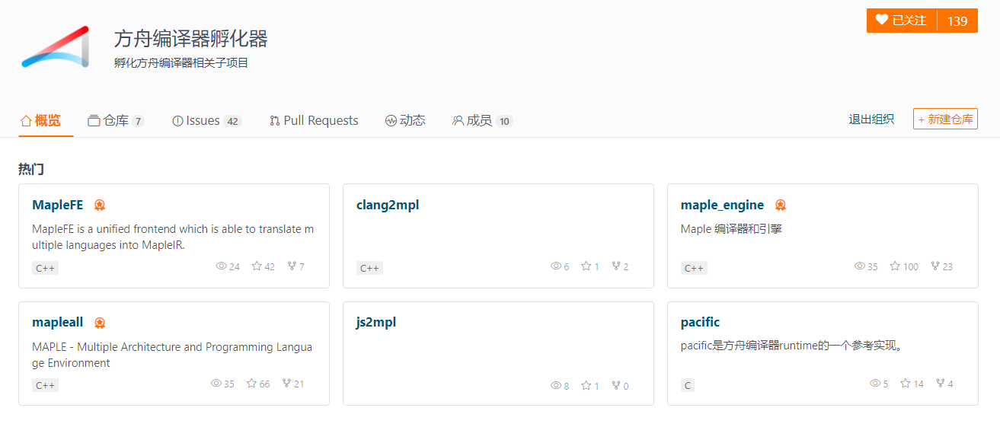 方舟编译器孵化器
孵化方舟编译器相关子项目
已关注 139
概览 仓库 7 Issues 42 Pull Requests 动态 成员 10 退出组织 + 新建仓库
热门
MapleFE
MapleFE is a unified frontend which is able to translate m
ultiple languages into MapleIR.
C++ 24 42 7
clang2mpl
C++ 6 1 2
maple_engine
Maple 编译器和引擎
C++ 35 100 23
mapleall
MAPLE - Multiple Architecture and Programming Langua
ge Environment
C++ 35 66 21
js2mpl
8 1 0
pacific
pacific是方舟编译器runtime的一个参考实现。
C 5 14 4